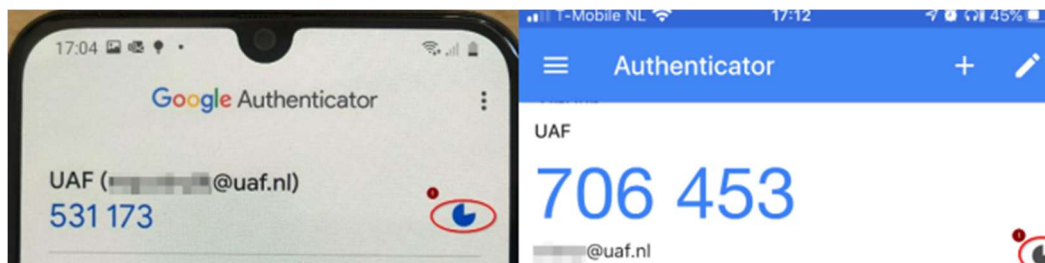 17:04
Google Authenticator
UAF (
@uaf.nl)
531 173
T-Mobile NL
17:12
45%
Authenticator
UAF
706 453
@uaf.nl